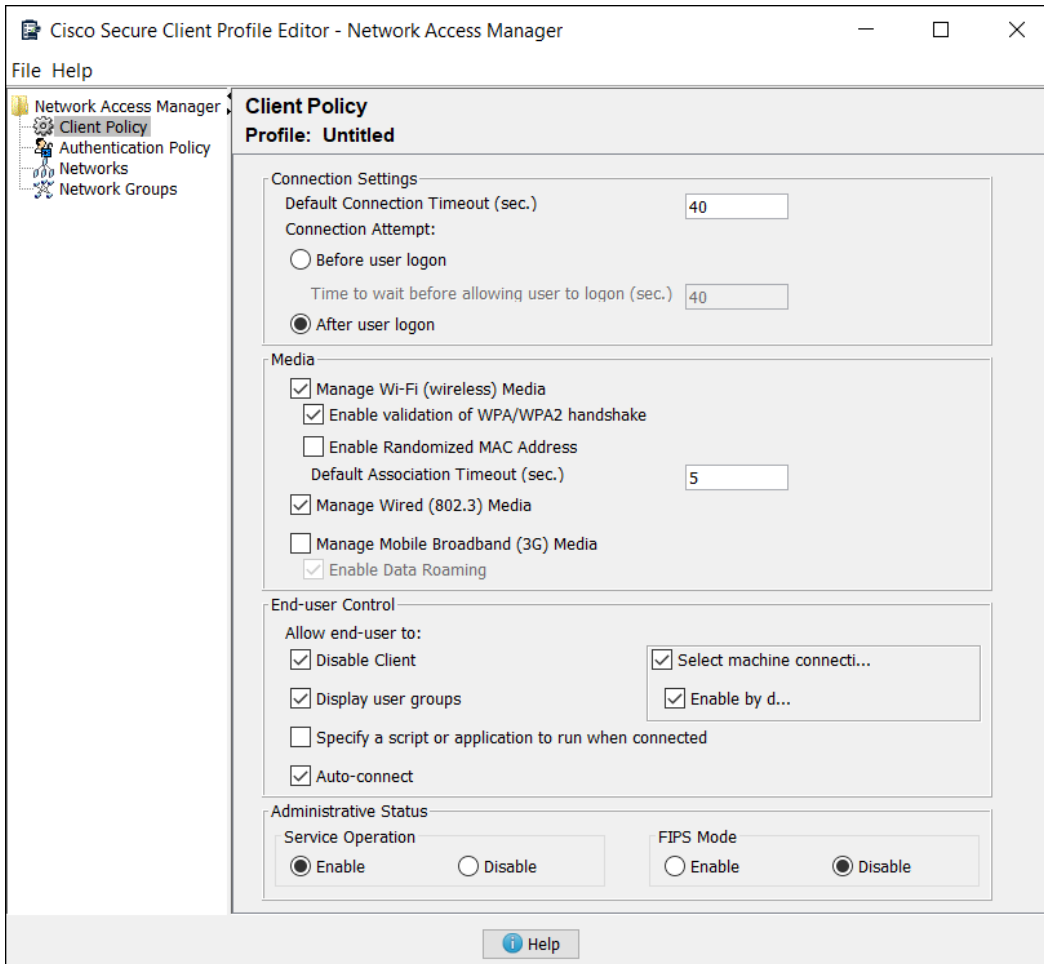 Cisco Secure Client Profile Editor - Network Access Manager
File Help
Network Access Manager
Client Policy
Authentication Policy
Networks
Network Groups
Client Policy
Profile: Untitled
Connection Settings
Default Connection Timeout (sec.) 40
Connection Attempt:
Before user logon
Time to wait before allowing user to logon (sec.) 40
After user logon
Media
Manage Wi-Fi (wireless) Media
Enable validation of WPA/WPA2 handshake
Enable Randomized MAC Address
Default Association Timeout (sec.) 5
Manage Wired (802.3) Media
Manage Mobile Broadband (3G) Media
Enable Data Roaming
End-user Control
Allow end-user to:
Disable Client
Select machine connecti...
Display user groups
Enable by d...
Specify a script or application to run when connected
Auto-connect
Administrative Status
Service Operation
Enable Disable
FIPS Mode
Enable Disable
Help